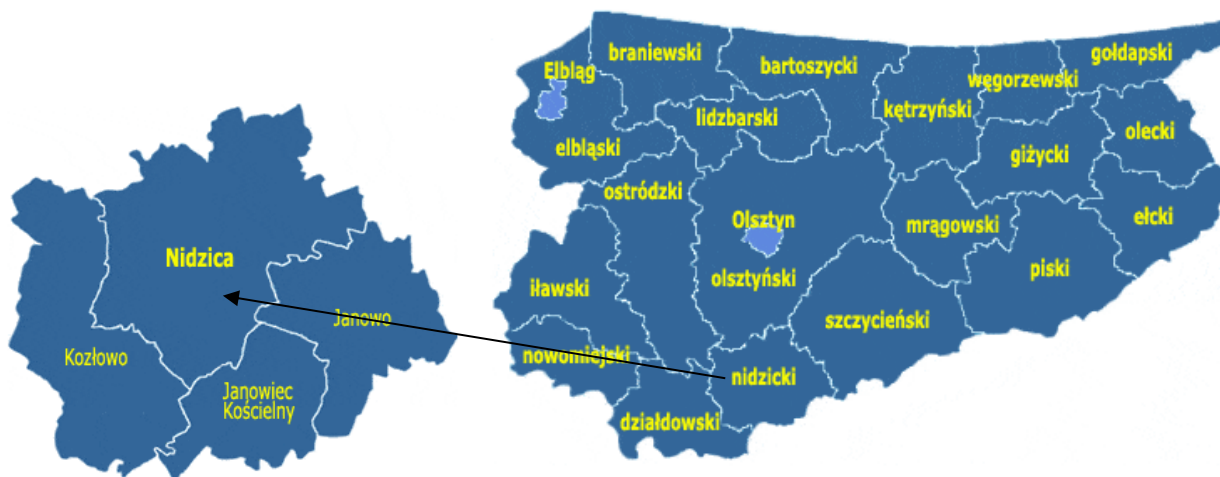 Nidzica
Janowo
Kozłowo
Janowiec
Kościelny
Elbląg
braniewski
bartoszycki
gołdapski
węgorzewski
kętrzyński
lidzbarski
olecki
elbląski
giżycki
ostródzki
Olsztyn
mrągowski
ełcki
iławski
olsztyński
piski
szczycieński
nowomiejski
nidzicki
działdowski